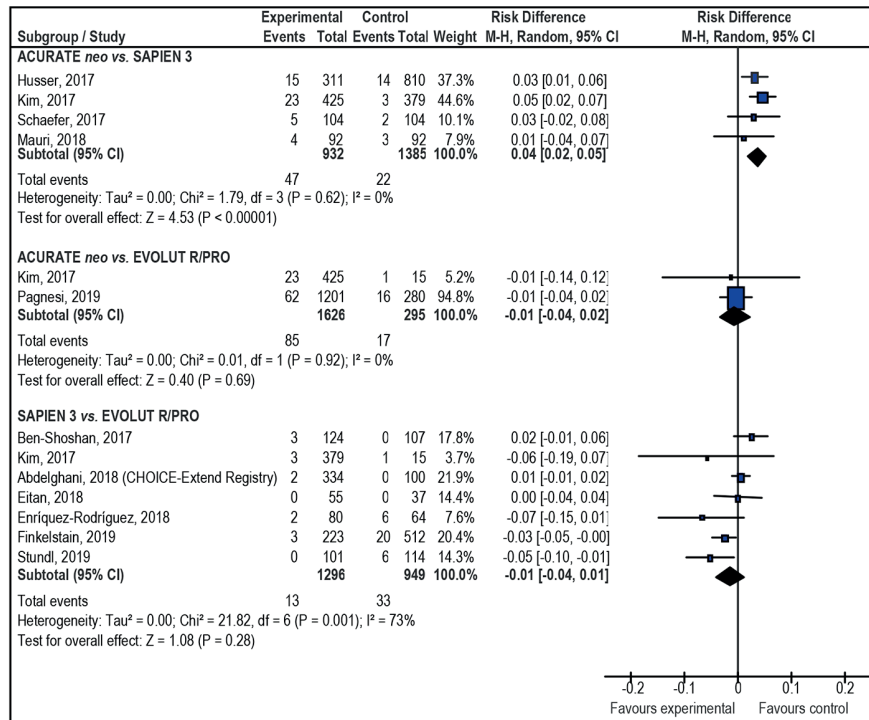 Experimental Control Risk Difference Risk Difference
Subgroup / Study Events Total Events Total Weight M-H, Random, 95% CI M-H, Random, 95% CI
ACURATE neo vs. SAPIEN 3
Husser, 2017 15 311 14 810 37.3% 0.03 [0.01, 0.06]
Kim, 2017 23 425 3 379 44.6% 0.05 [0.02, 0.07]
Schaefer, 2017 5 104 2 104 10.1% 0.03 [-0.02, 0.08]
Mauri, 2018 4 92 3 92 7.9% 0.01 [-0.04, 0.07]
Subtotal (95% CI) 932 1385 100.0% 0.04 [0.02, 0.05]
Total events 47 22
Heterogeneity: Tau² = 0.00; Chi² = 1.79, df = 3 (P = 0.62); I² = 0%
Test for overall effect: Z = 4.53 (P < 0.00001)
ACURATE neo vs. EVOLUT R/PRO
Kim, 2017 23 425 1 15 5.2% -0.01 [-0.14, 0.12]
Pagnesi, 2019 62 1201 16 280 94.8% -0.01 [-0.04, 0.02]
Subtotal (95% CI) 1626 295 100.0% -0.01 [-0.04, 0.02]
Total events 85 17
Heterogeneity: Tau² = 0.00; Chi² = 0.01, df = 1 (P = 0.92); I² = 0%
Test for overall effect: Z = 0.40 (P = 0.69)
SAPIEN 3 vs. EVOLUT R/PRO
Ben-Shoshan, 2017 3 124 0 107 17.8% 0.02 [-0.01, 0.06]
Kim, 2017 3 379 1 15 3.7% -0.06 [-0.19, 0.07]
Abdelghani, 2018 (CHOICE-Extend Registry) 2 334 0 100 21.9% 0.01 [-0.01, 0.02]
Eitan, 2018 0 55 0 37 14.4% 0.00 [-0.04, 0.04]
Enríquez-Rodríguez, 2018 2 80 6 64 7.6% -0.07 [-0.15, 0.01]
Finkelstain, 2019 3 223 20 512 20.4% -0.03 [-0.05, -0.00]
Stundl, 2019 0 101 6 114 14.3% -0.05 [-0.10, -0.01]
Subtotal (95% CI) 1296 949 100.0% -0.01 [-0.04, 0.01]
Total events 13 33
Heterogeneity: Tau² = 0.00; Chi² = 21.82, df = 6 (P = 0.001); I² = 73%
Test for overall effect: Z = 1.08 (P = 0.28)
-0.2 -0.1 0 0.1 0.2
Favours experimental Favours control